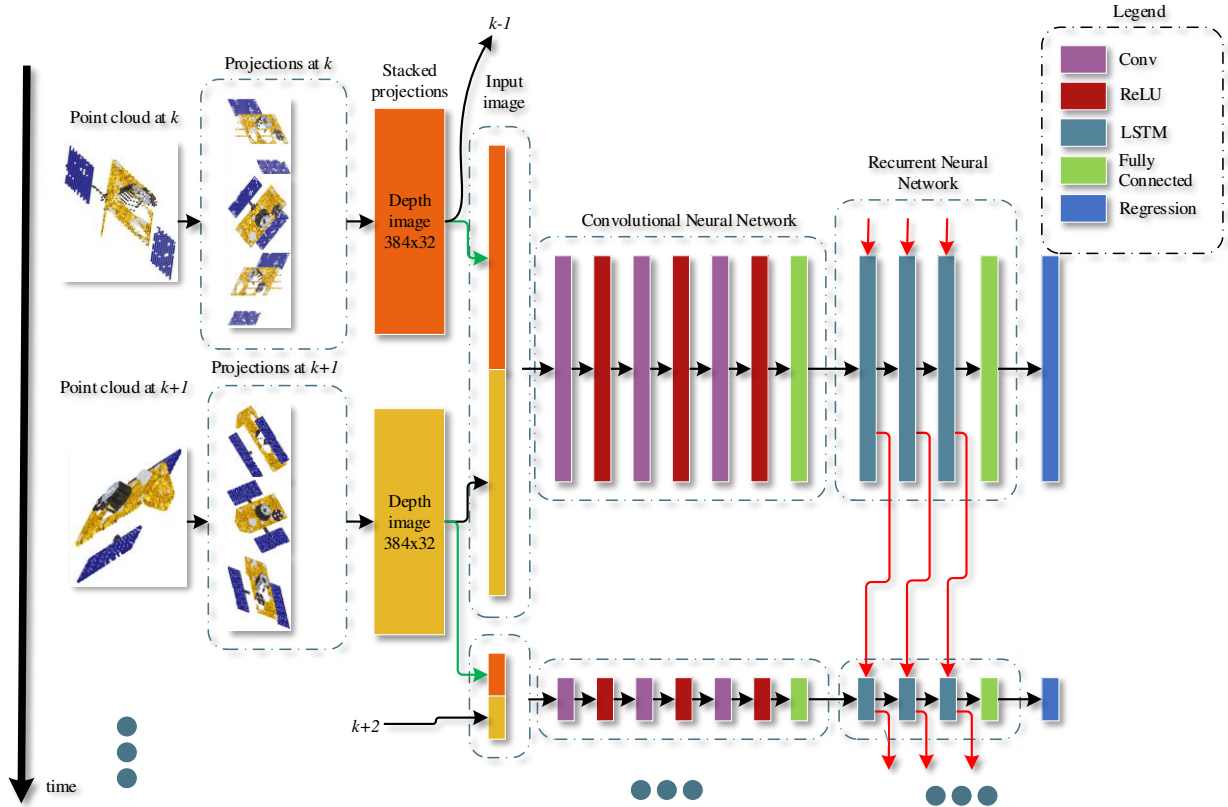 k-1
Legend
Conv
ReLU
LSTM
Fully
Connected
Regression
Projections at k
Stacked
projections
Input
image
Point cloud at k
Depth
image
384x32
Convolutional Neural Network
Recurrent Neural
Network
Point cloud at k+1
Projections at k+1
Depth
image
384x32
k+2
time